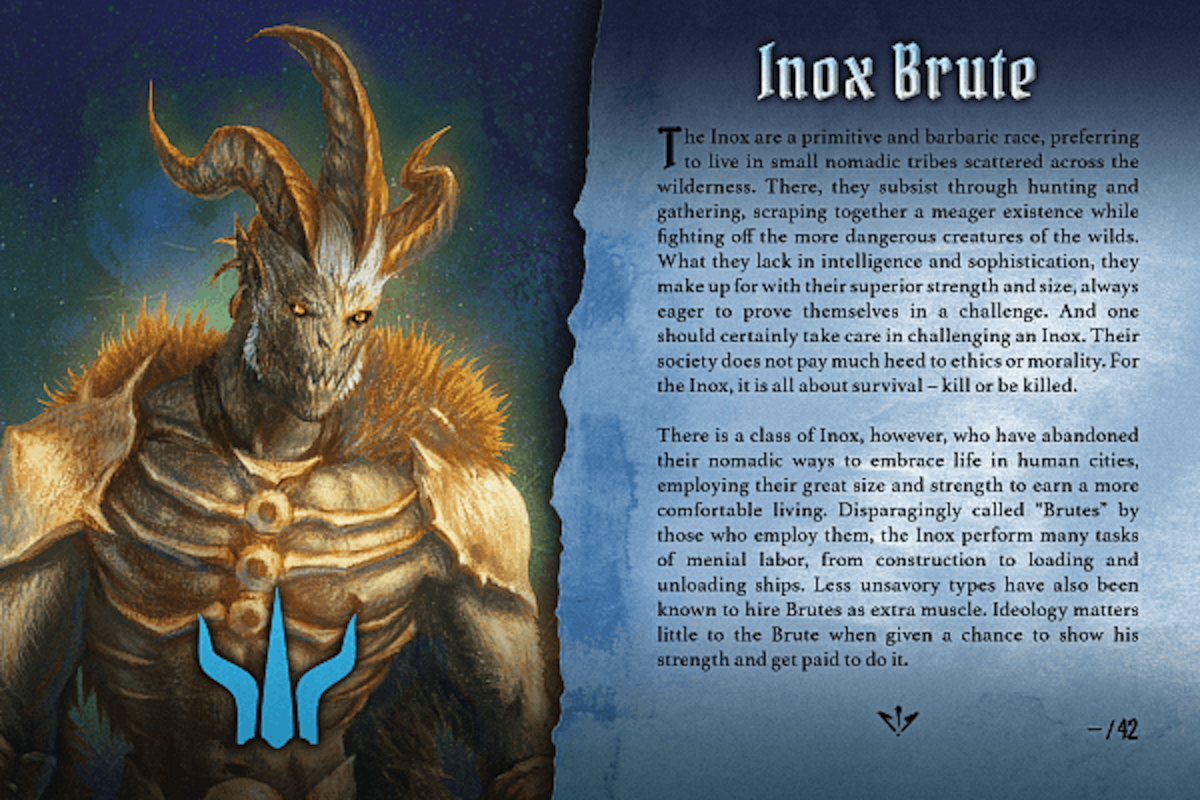 Inox Brute
The Inox are a primitive and barbaric race, preferring
to live in small nomadic tribes scattered across the
wilderness. There, they subsist through hunting and
gathering, scraping together a meager existence while
fighting off the more dangerous creatures of the wilds.
What they lack in intelligence and sophistication, they
make up for with their superior strength and size, always
eager to prove themselves in a challenge. And one
should certainly take care in challenging an Inox. Their
society does not pay much heed to ethics or morality. For
the Inox, it is all about survival – kill or be killed.
There is a class of Inox, however, who have abandoned
their nomadic ways to embrace life in human cities,
employing their great size and strength to earn a more
comfortable living. Disparagingly called "Brutes" by
those who employ them, the Inox perform many tasks
of menial labor, from construction to loading and
unloading ships. Less unsavory types have also been
known to hire Brutes as extra muscle. Ideology matters
little to the Brute when given a chance to show his
strength and get paid to do it.
– / 42